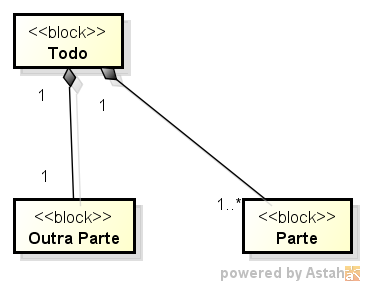 <<block>>
Todo
1
1
1
1..*
<<block>>
Outra Parte
<<block>>
Parte
powered by Astah